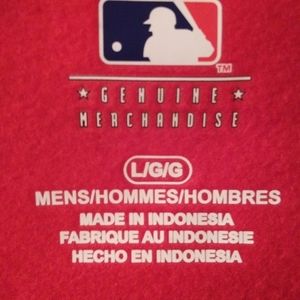 TM
★ GENUINE ★
MERCHANDISE
L/G/G
MENS/HOMMES/HOMBRES
MADE IN INDONESIA
FABRIQUE AU INDONESIE
HECHO EN INDONESIA